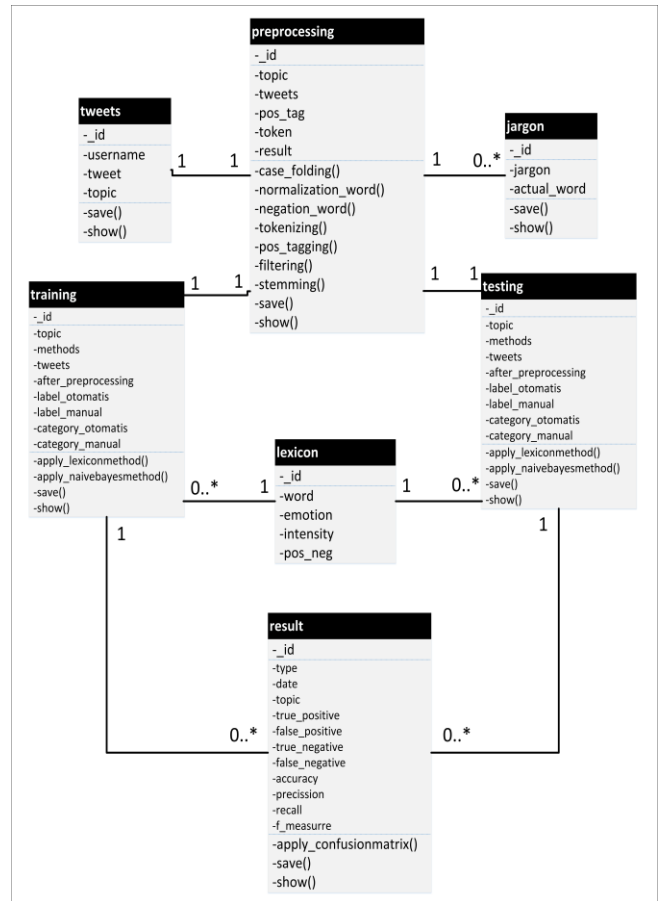 preprocessing
-_id
-topic
-tweets
-pos_tag
-token
-result
-case_folding()
-normalization_word()
-negation_word()
-tokenizing()
-pos_tagging()
-filtering()
-stemming()
-save()
-show()
tweets
-_id
-username
-tweet
-topic
-save()
-show()
1
1
jargon
-_id
-jargon
-actual_word
-save()
-show()
1
0..*
training
-_id
-topic
-methods
-tweets
-after_preprocessing
-label_otomatis
-label_manual
-category_otomatis
-category_manual
-apply_lexiconmethod()
-apply_naivebayesmethod()
-save()
-show()
1
1
1
1
testing
-_id
-topic
-methods
-tweets
-after_preprocessing
-label_otomatis
-label_manual
-category_otomatis
-category_manual
-apply_lexiconmethod()
-apply_naivebayesmethod()
-save()
-show()
lexicon
-_id
-word
-emotion
-intensity
-pos_neg
0..*
1
1
0..*
1
1
result
-_id
-type
-date
-topic
-true_positive
-false_positive
-true_negative
-false_negative
-accuracy
-precission
-recall
-f_measurre
-apply_confusionmatrix()
-save()
-show()
0..*
0..*